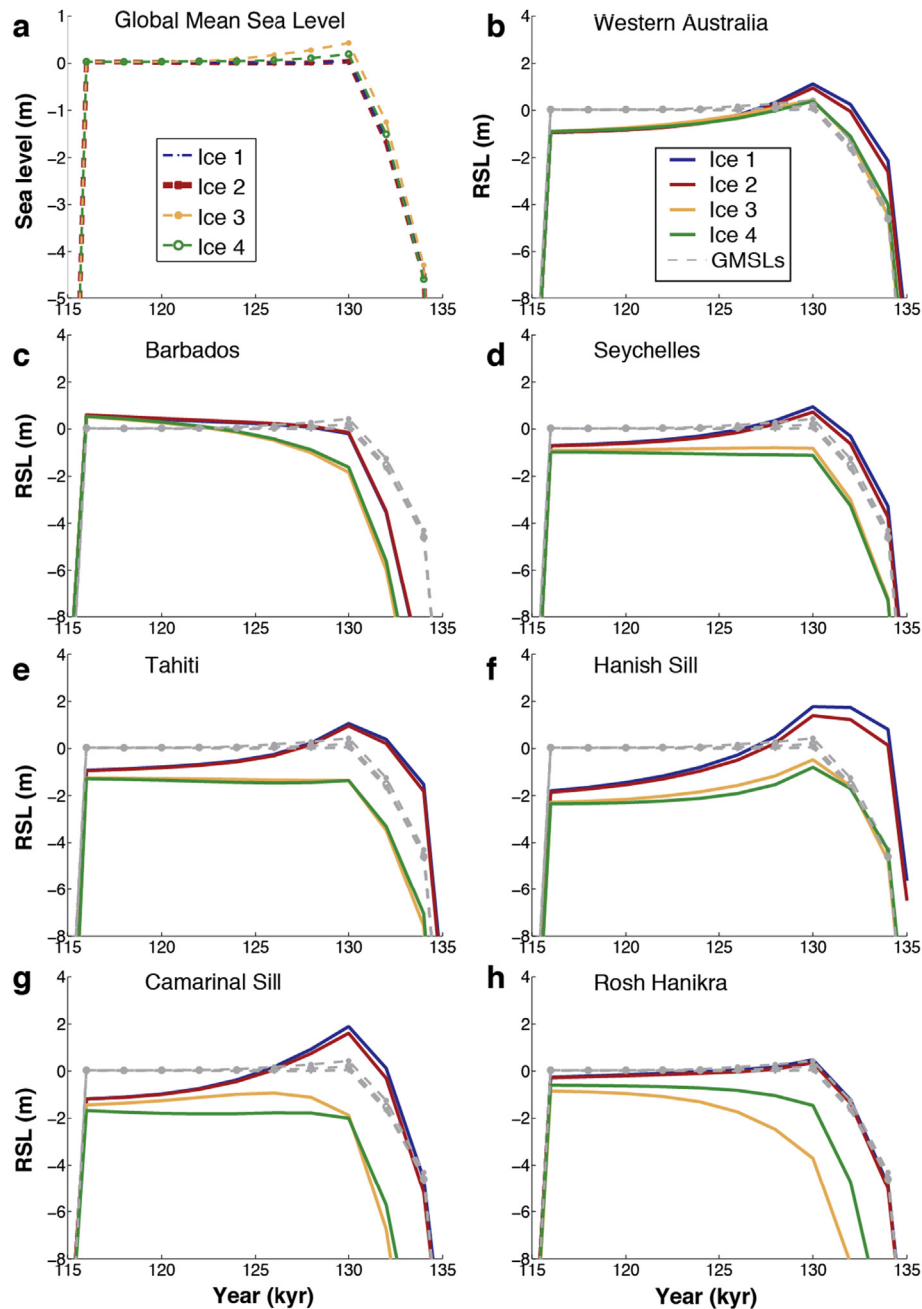 a Global Mean Sea Level
Sea level (m)
1
0
−1
−2
−3
−4
−5
Ice 1
Ice 2
Ice 3
Ice 4
115 120 125 130 135
b Western Australia
RSL (m)
4
2
0
−2
−4
−6
−8
Ice 1
Ice 2
Ice 3
Ice 4
GMSLs
115 120 125 130 135
c Barbados
RSL (m)
4
2
0
−2
−4
−6
−8
115 120 125 130 135
d Seychelles
4
2
0
−2
−4
−6
−8
115 120 125 130 135
e Tahiti
RSL (m)
4
2
0
−2
−4
−6
−8
115 120 125 130 135
f Hanish Sill
4
2
0
−2
−4
−6
−8
115 120 125 130 135
g Camarinal Sill
RSL (m)
4
2
0
−2
−4
−6
−8
115 120 125 130 135
Year (kyr)
h Rosh Hanikra
4
2
0
−2
−4
−6
−8
115 120 125 130 135
Year (kyr)